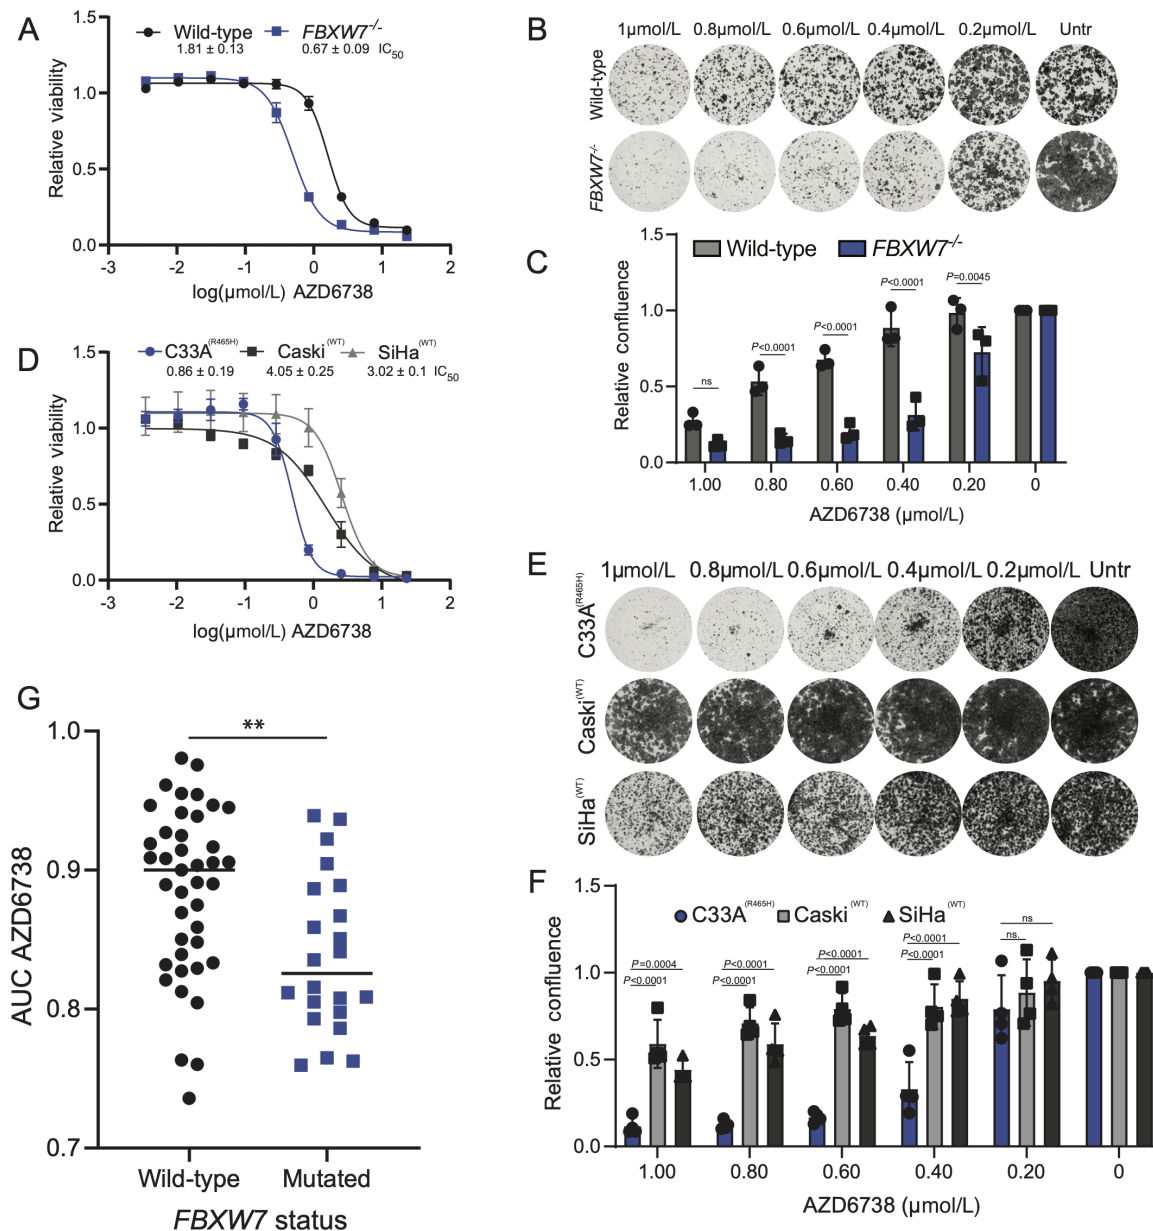 A
Wild-type FBXW7-/-
1.81 ± 0.13 0.67 ± 0.09 IC50
1.5
1.0
0.5
0.0
Relative viability
-3 -2 -1 0 1 2
log(µmol/L) AZD6738
B
1µmol/L 0.8µmol/L 0.6µmol/L 0.4µmol/L 0.2µmol/L Untr
Wild-type
FBXW7-/-
C
Wild-type FBXW7-/-
1.5
1.0
0.5
0.0
Relative confluence
ns
P<0.0001
P<0.0001
P<0.0001
P=0.0045
1.00 0.80 0.60 0.40 0.20 0
AZD6738 (µmol/L)
D
C33A(R465H) Caski(WT) SiHa(WT)
0.86 ± 0.19 4.05 ± 0.25 3.02 ± 0.1 IC50
1.5
1.0
0.5
0.0
Relative viability
-3 -2 -1 0 1 2
log(µmol/L) AZD6738
E
1µmol/L 0.8µmol/L 0.6µmol/L 0.4µmol/L 0.2µmol/L Untr
C33A(R465H)
Caski(WT)
SiHa(WT)
F
C33A(R465H) Caski(WT) SiHa(WT)
1.5
1.0
0.5
0.0
Relative confluence
P=0.0004
P<0.0001
P<0.0001
P<0.0001
P<0.0001
P<0.0001
P<0.0001
P<0.0001
ns
ns.
1.00 0.80 0.60 0.40 0.20 0
AZD6738 (µmol/L)
G
**
1.0
0.9
0.8
0.7
AUC AZD6738
Wild-type Mutated
FBXW7 status